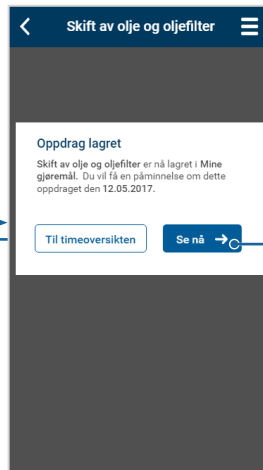 Skift av olje og oljefilter
Oppdrag lagret
Skift av olje og oljefilter er nå lagret i Mine
gjøremål. Du vil få en påminnelse om dette
oppdraget den 12.05.2017.
Til timeoversikten
Se nå